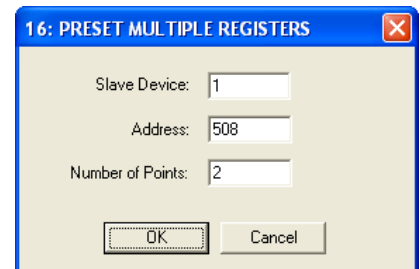 16: PRESET MULTIPLE REGISTERS
Slave Device: 1
Address: 508
Number of Points: 2
OK Cancel